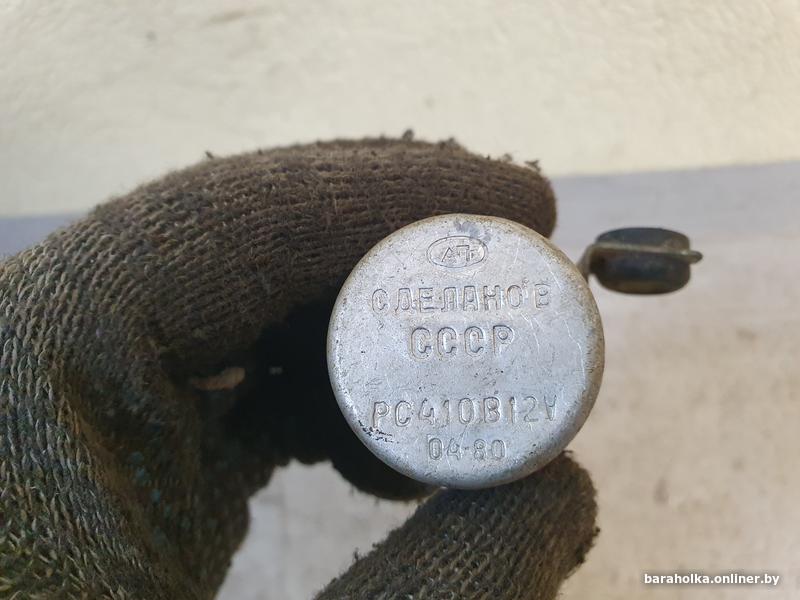 СДЕЛАНО В
СССР
РС410В12V
04-80
baraholka.onliner.by